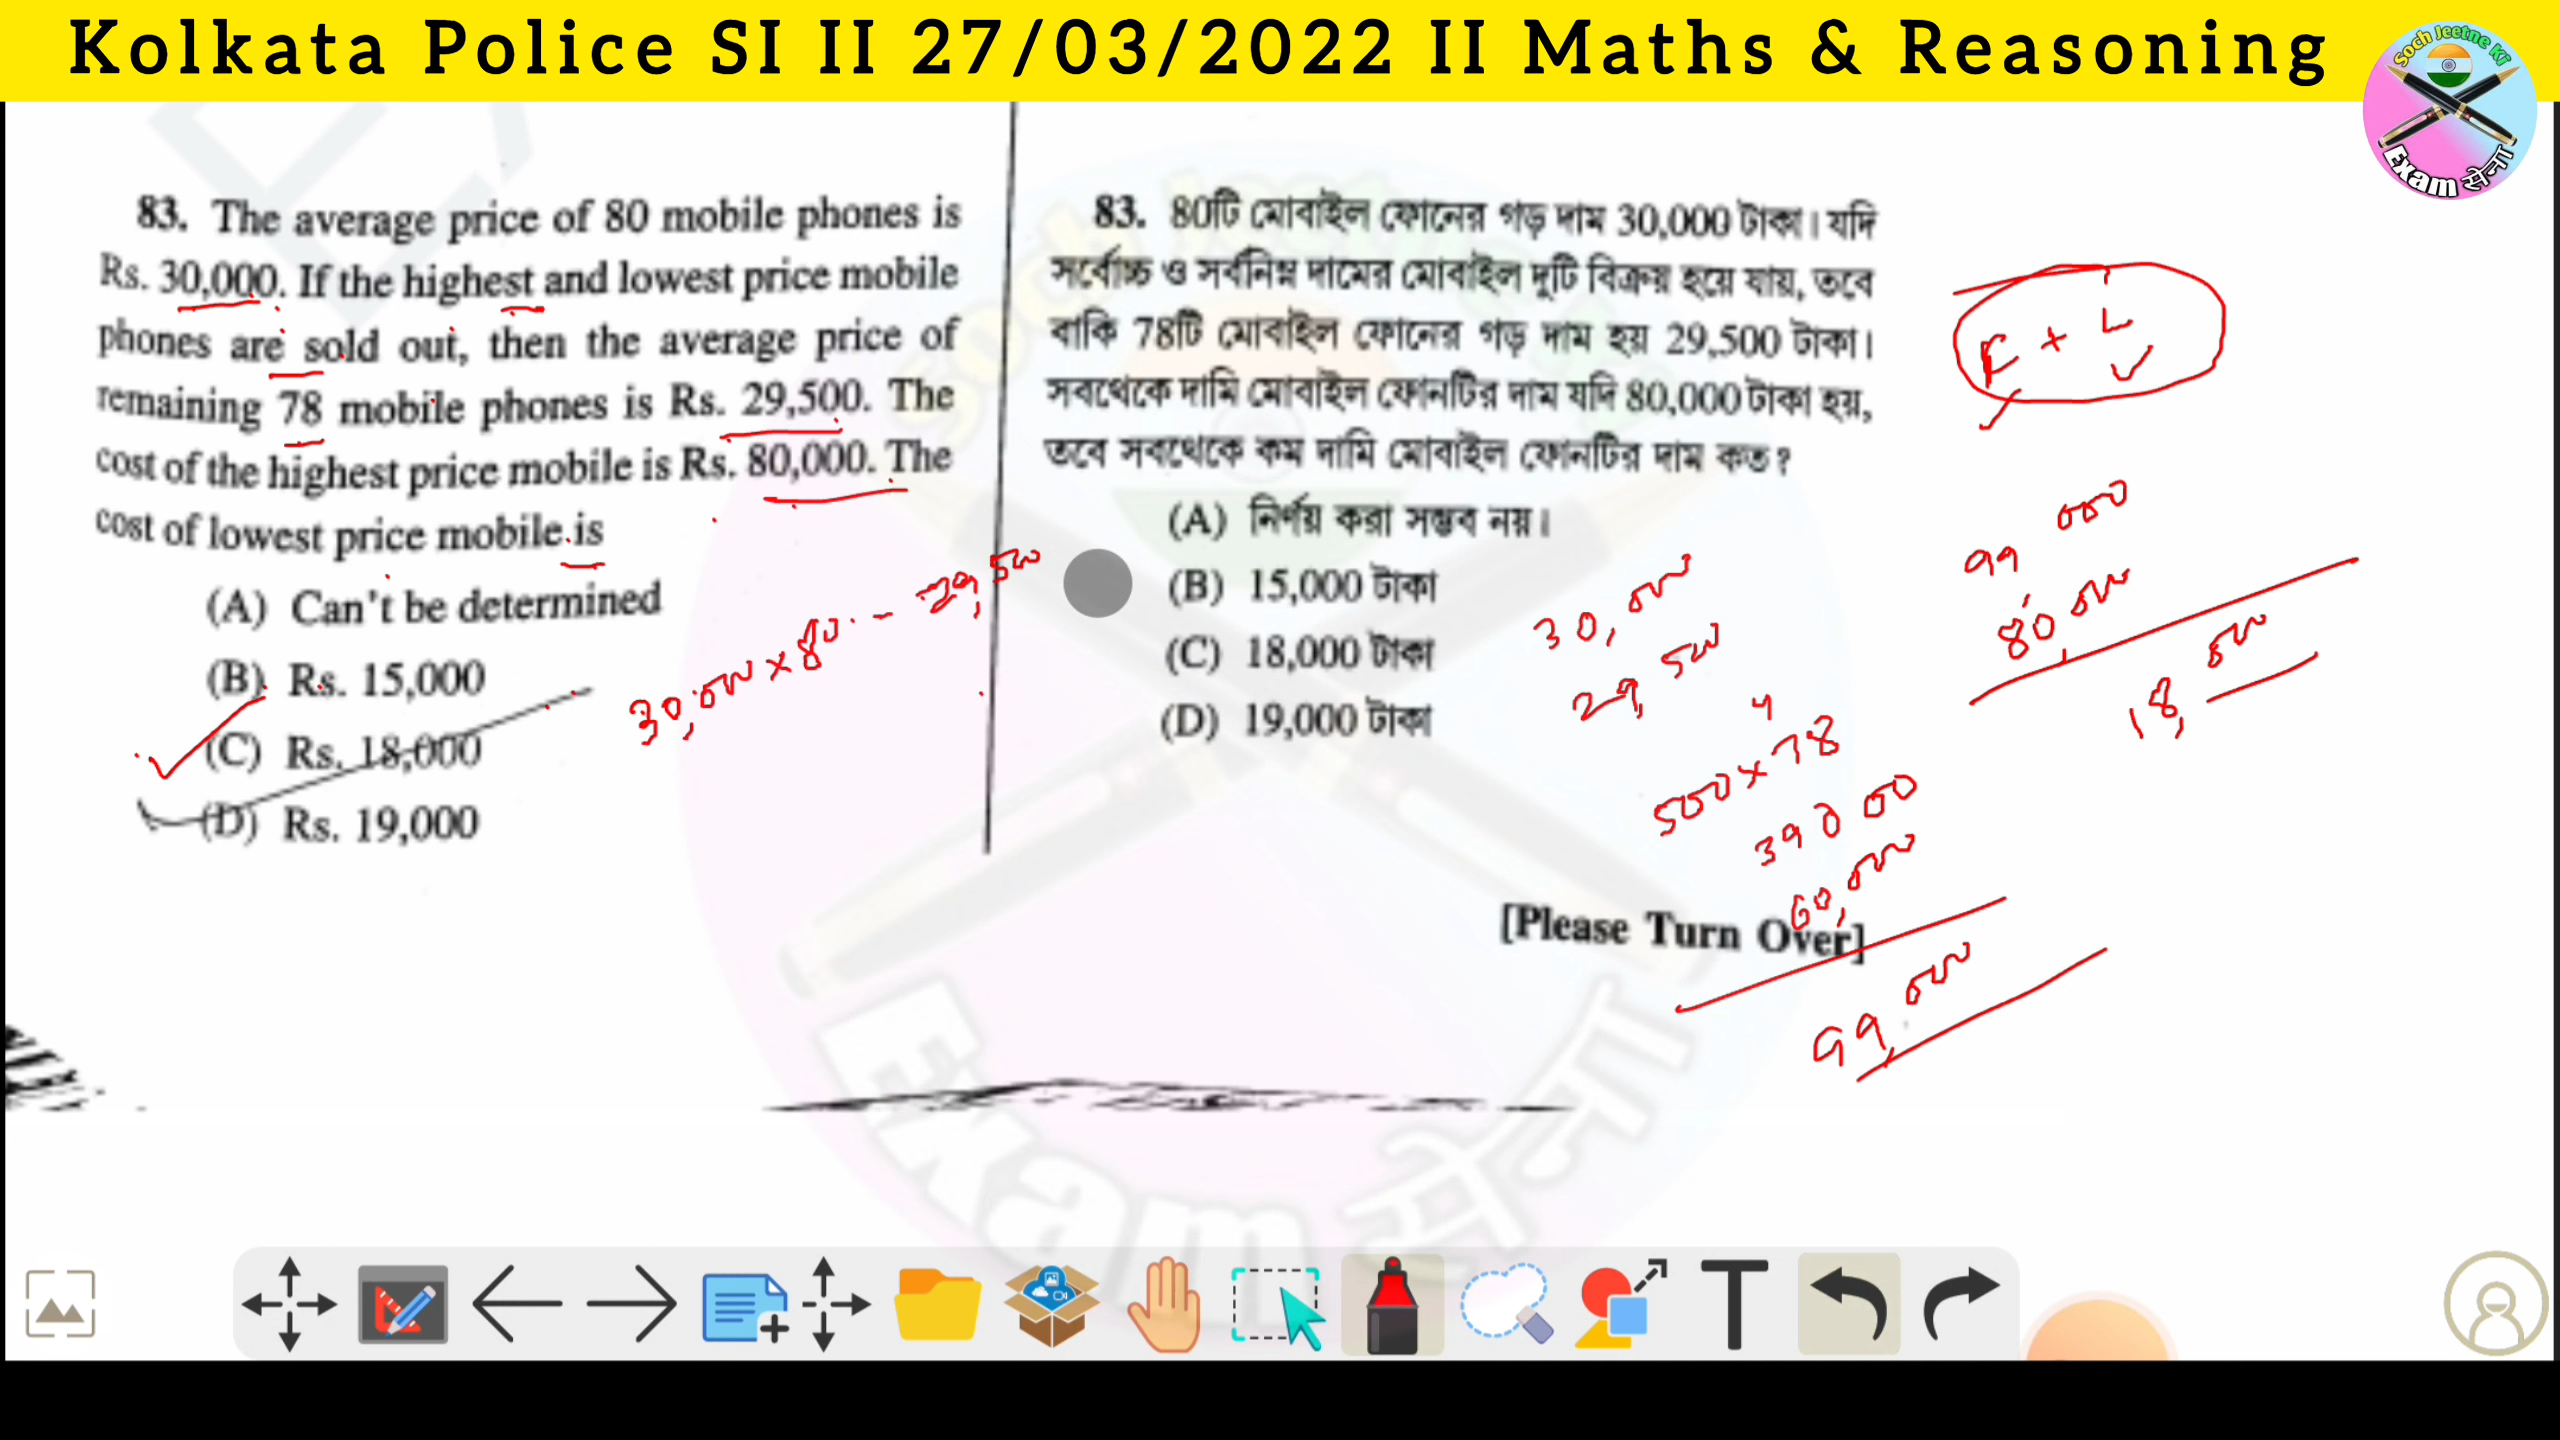 Kolkata Police SI II 27/03/2022 II Maths & Reasoning
Soch Jeetne Ki
Exam सेना
83. The average price of 80 mobile phones is
Rs. 30,000. If the highest and lowest price mobile
phones are sold out, then the average price of
remaining 78 mobile phones is Rs. 29,500. The
cost of the highest price mobile is Rs. 80,000. The
cost of lowest price mobile is
(A) Can't be determined
(B) Rs. 15,000
(C) Rs. 18,000
(D) Rs. 19,000
30,000 × 80 - 29,500
83. 80টি মোবাইল ফোনের গড় দাম 30,000 টাকা। যদি
সর্বোচ্চ ও সর্বনিম্ন দামের মোবাইল দুটি বিক্রয় হয়ে যায়, তবে
বাকি 78টি মোবাইল ফোনের গড় দাম হয় 29,500 টাকা।
সবথেকে দামি মোবাইল ফোনটির দাম যদি 80,000 টাকা হয়,
তবে সবথেকে কম দামি মোবাইল ফোনটির দাম কত?
(A) নির্ণয় করা সম্ভব নয়।
(B) 15,000 টাকা
(C) 18,000 টাকা
(D) 19,000 টাকা
[Please Turn Over]
30,000
29,500
4
500 × 78
39000
60,000
99,000
+ L
99,000
80,000
18,000
Exam सेना
T